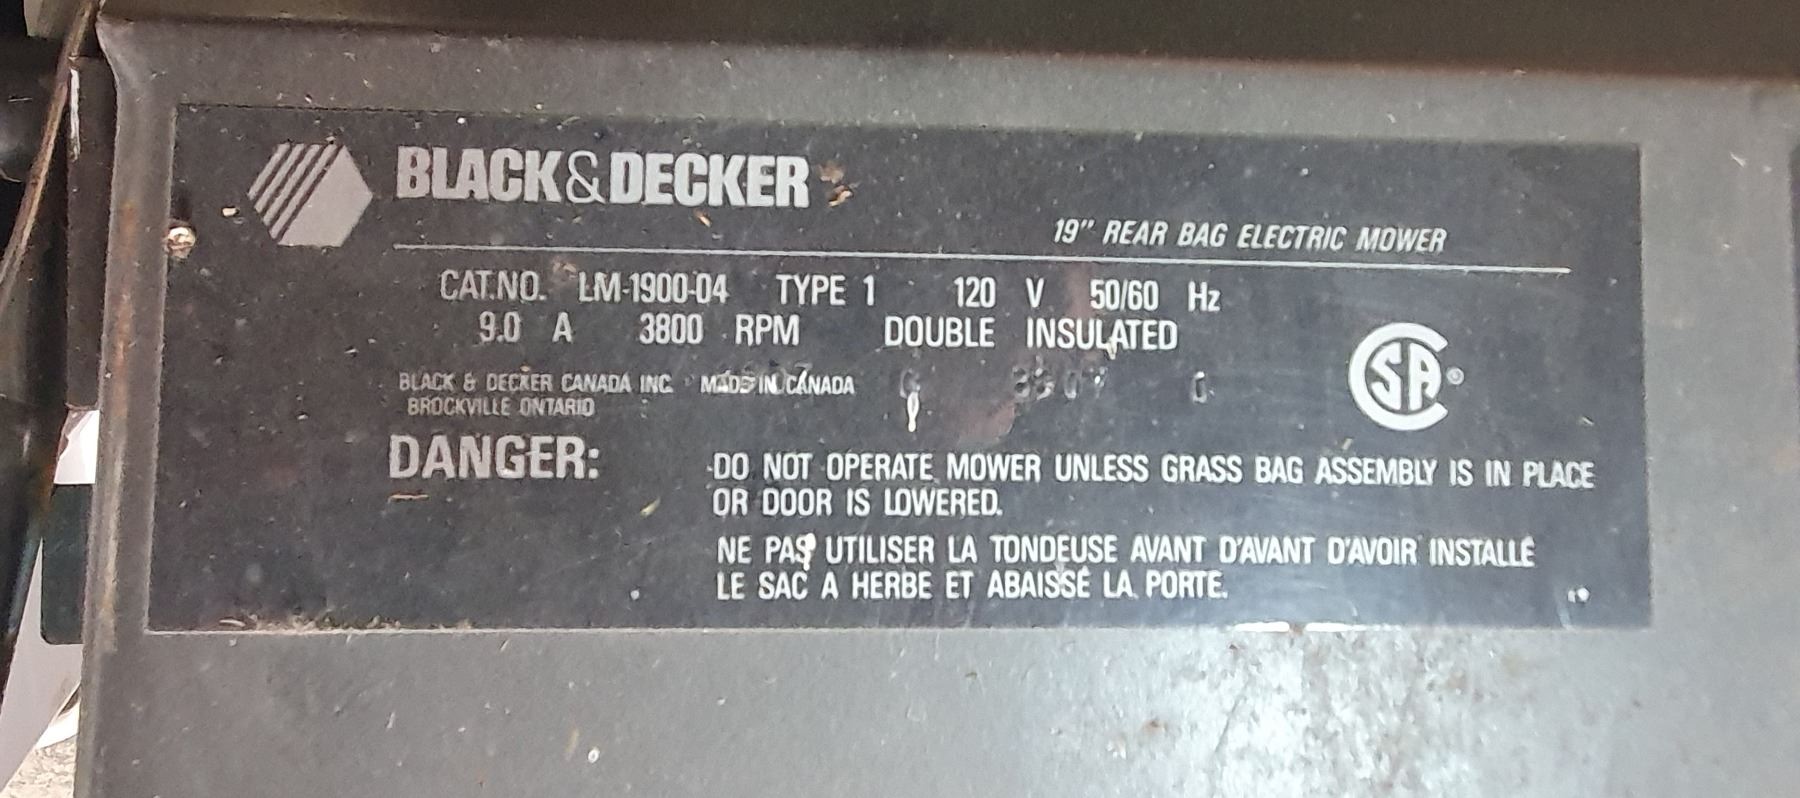 BLACK&DECKER
19" REAR BAG ELECTRIC MOWER
CAT.NO. LM-1900-04 TYPE 1 120 V 50/60 Hz
9.0 A 3800 RPM DOUBLE INSULATED
BLACK & DECKER CANADA INC. MADE IN CANADA
BROCKVILLE ONTARIO
CSA®
DANGER: DO NOT OPERATE MOWER UNLESS GRASS BAG ASSEMBLY IS IN PLACE
OR DOOR IS LOWERED.
NE PAS UTILISER LA TONDEUSE AVANT D'AVANT D'AVOIR INSTALLÉ
LE SAC A HERBE ET ABAISSÉ LA PORTE.